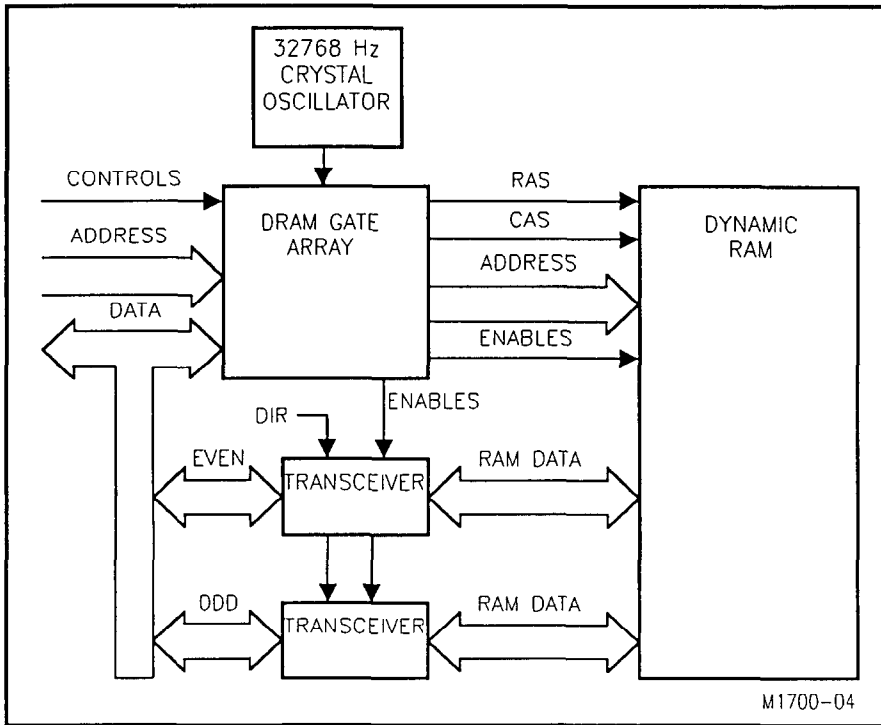 32768 Hz
CRYSTAL
OSCILLATOR
CONTROLS
ADDRESS
DATA
DRAM GATE
ARRAY
RAS
CAS
ADDRESS
ENABLES
DYNAMIC
RAM
ENABLES
DIR
EVEN
TRANSCEIVER
RAM DATA
ODD
TRANSCEIVER
RAM DATA
M1700-04